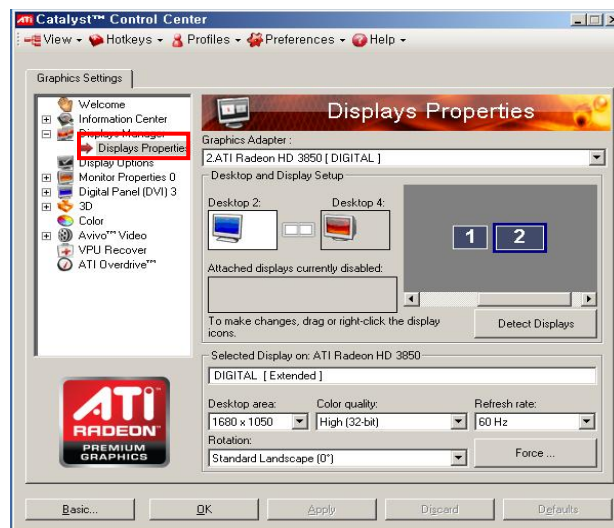 ATI Catalyst™ Control Center
View Hotkeys Profiles Preferences Help
Graphics Settings
Welcome
Information Center
Displays Manager
Displays Propertie
Display Options
Monitor Properties 0
Digital Panel (DVI) 3
3D
Color
Avivo™ Video
VPU Recover
ATI Overdrive™
Displays Properties
Graphics Adapter :
2.ATI Radeon HD 3850 [ DIGITAL ]
Desktop and Display Setup
Desktop 2: Desktop 4:
1 2
Attached displays currently disabled:
To make changes, drag or right-click the display
icons.
Detect Displays
Selected Display on: ATI Radeon HD 3850
DIGITAL [ Extended ]
Desktop area: Color quality: Refresh rate:
1680 x 1050 High (32-bit) 60 Hz
Rotation:
Standard Landscape (0°)
Force ...
ATI
RADEON™
PREMIUM
GRAPHICS
Basic... OK Apply Discard Defaults